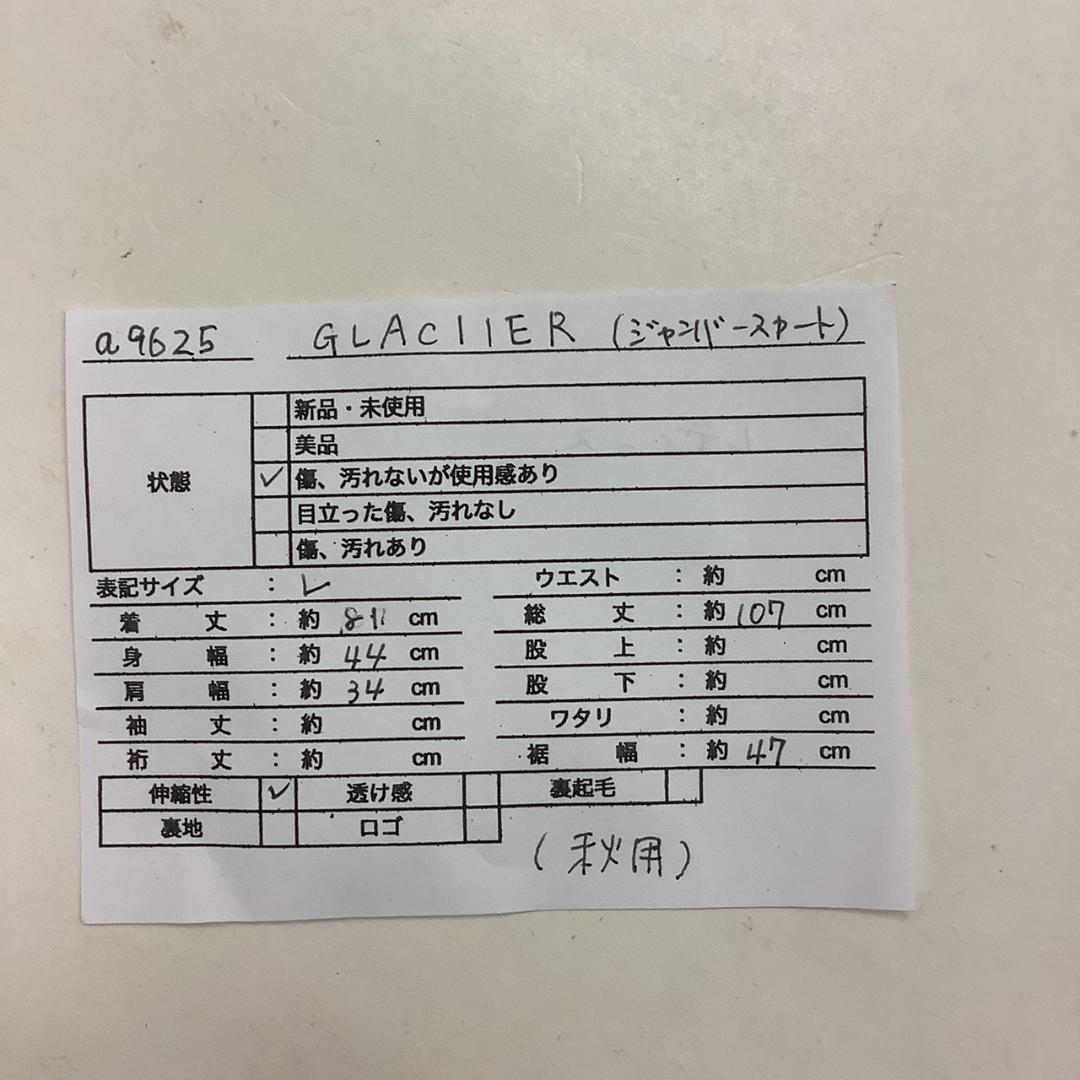 a9625 GLACIIER (ジャンバースカート)
状態
新品・未使用
美品
✓ 傷、汚れないが使用感あり
目立った傷、汚れなし
傷、汚れあり
表記サイズ : L ウエスト : 約 cm
着丈 : 約 cm 総丈 : 約 107 cm
身幅 : 約 44 cm 股上 : 約 cm
肩幅 : 約 34 cm 股下 : 約 cm
袖丈 : 約 cm ワタリ : 約 cm
裄丈 : 約 cm 裾幅 : 約 47 cm
伸縮性 ✓ 透け感 裏起毛
裏地 ロゴ
(秋用)